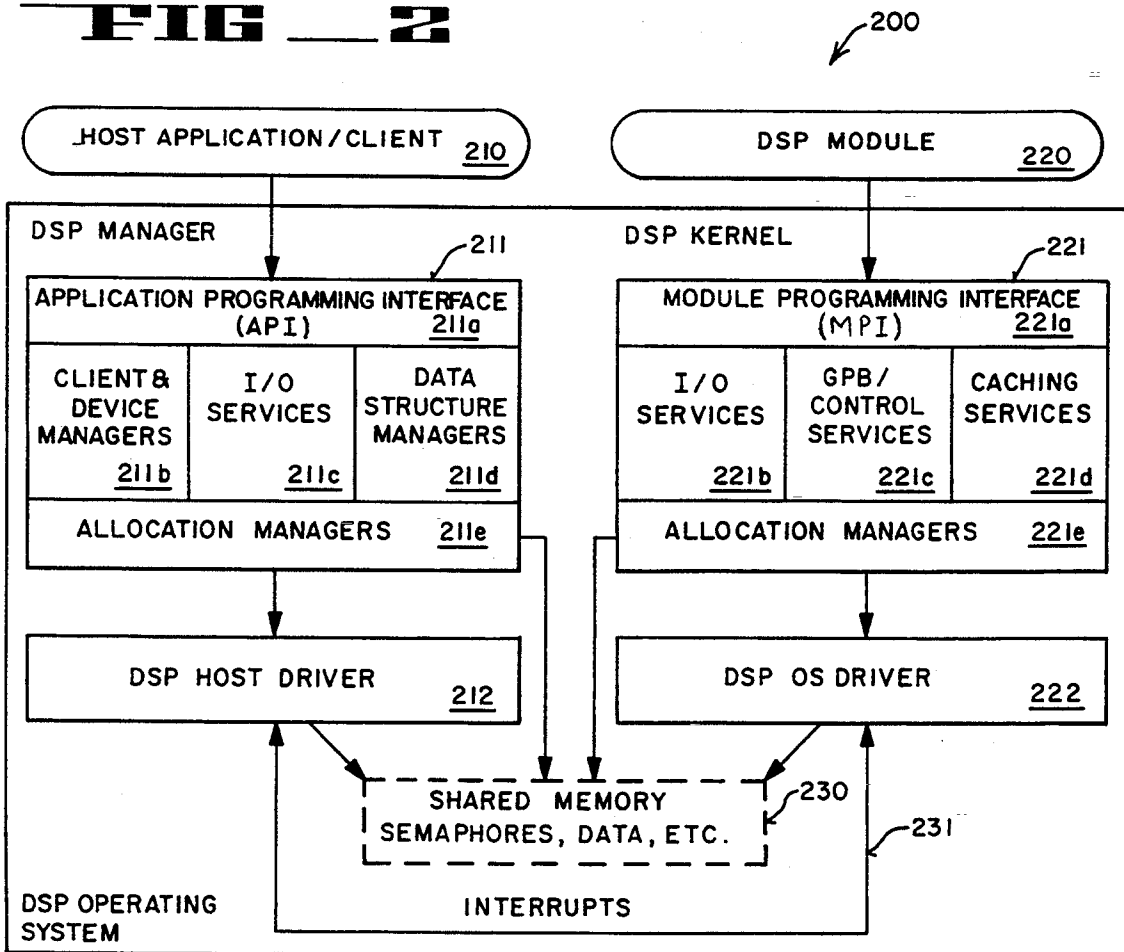 FIG__2
200
HOST APPLICATION/CLIENT 210
DSP MODULE 220
DSP MANAGER
211
DSP KERNEL
221
APPLICATION PROGRAMMING INTERFACE
(API) 211a
CLIENT &
DEVICE
MANAGERS
211b
I/O
SERVICES
211c
DATA
STRUCTURE
MANAGERS
211d
ALLOCATION MANAGERS 211e
MODULE PROGRAMMING INTERFACE
(MPI) 221a
I/O
SERVICES
221b
GPB/
CONTROL
SERVICES
221c
CACHING
SERVICES
221d
ALLOCATION MANAGERS 221e
DSP HOST DRIVER 212
DSP OS DRIVER 222
SHARED MEMORY
SEMAPHORES, DATA, ETC.
230
231
INTERRUPTS
DSP OPERATING
SYSTEM